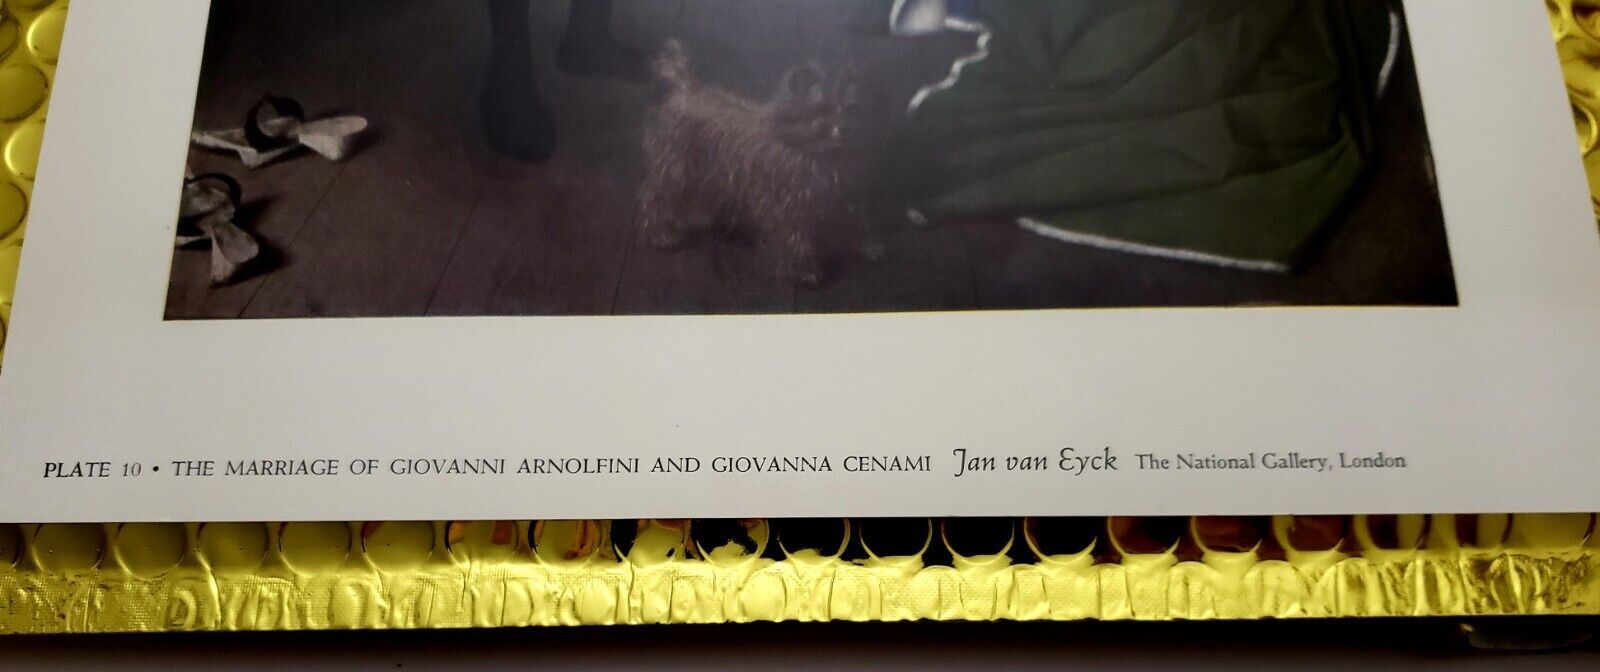 PLATE 10 • THE MARRIAGE OF GIOVANNI ARNOLFINI AND GIOVANNA CENAMI Jan van Eyck The National Gallery, London